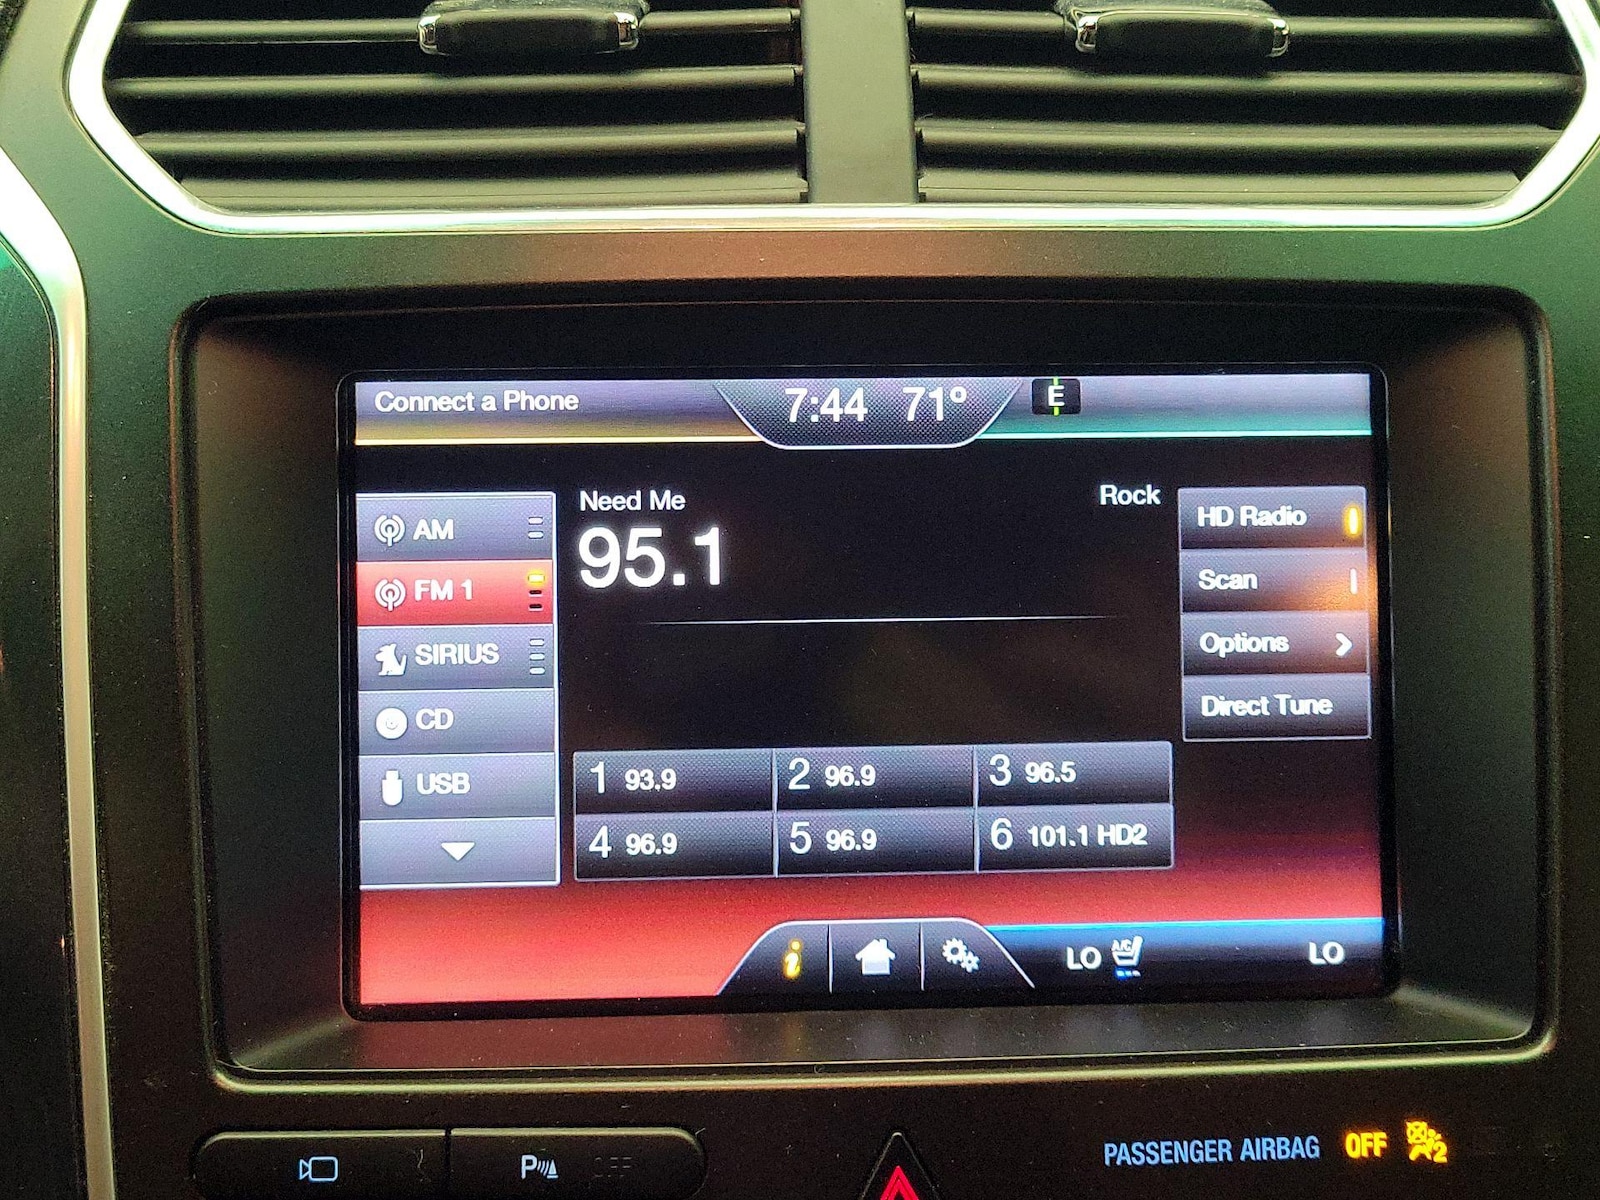 Connect a Phone 7:44 71° E
Need Me Rock
95.1
AM
FM 1
SIRIUS
CD
USB
HD Radio
Scan
Options
Direct Tune
1 93.9 2 96.9 3 96.5
4 96.9 5 96.9 6 101.1 HD2
i LO A/C LO
P OFF
PASSENGER AIRBAG OFF 2